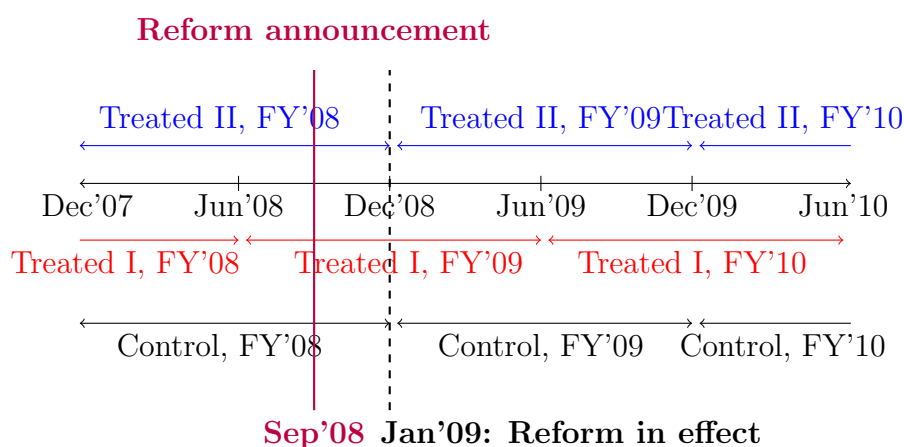 Reform announcement
Treated II, FY'08 Treated II, FY'09 Treated II, FY'10
Dec'07 Jun'08 Dec'08 Jun'09 Dec'09 Jun'10
Treated I, FY'08 Treated I, FY'09 Treated I, FY'10
Control, FY'08 Control, FY'09 Control, FY'10
Sep'08 Jan'09: Reform in effect